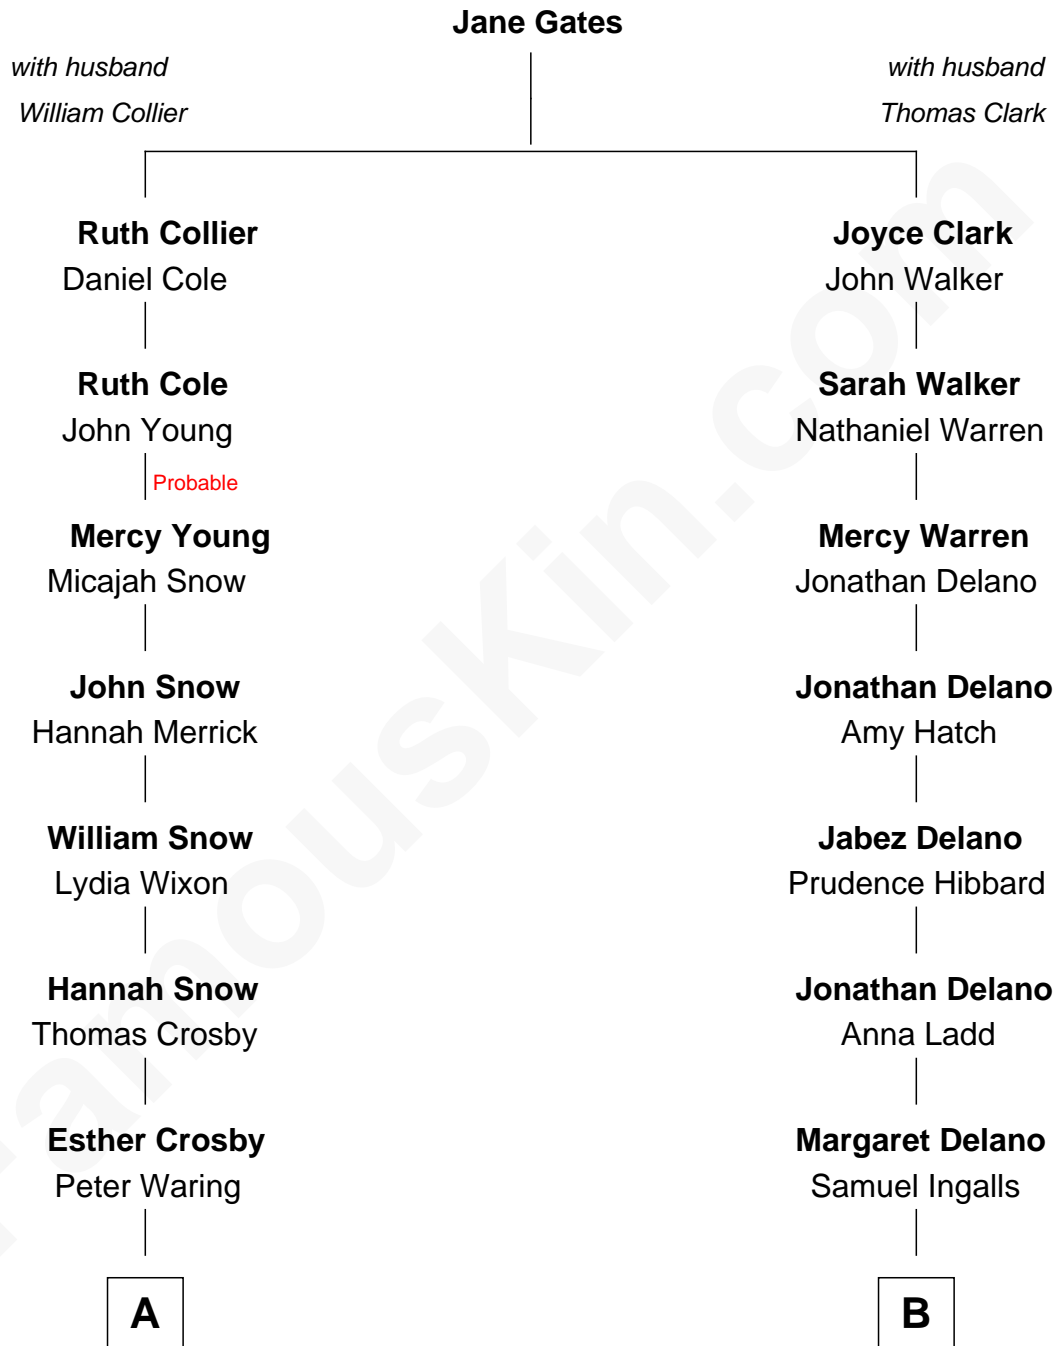 Jane Gates
with husband
William Collier
with husband
Thomas Clark
Ruth Collier
Daniel Cole
Joyce Clark
John Walker
Ruth Cole
John Young
Sarah Walker
Nathaniel Warren
Probable
Mercy Young
Micajah Snow
Mercy Warren
Jonathan Delano
John Snow
Hannah Merrick
Jonathan Delano
Amy Hatch
William Snow
Lydia Wixon
Jabez Delano
Prudence Hibbard
Hannah Snow
Thomas Crosby
Jonathan Delano
Anna Ladd
Esther Crosby
Peter Waring
Margaret Delano
Samuel Ingalls
A
B
FamousKin.com